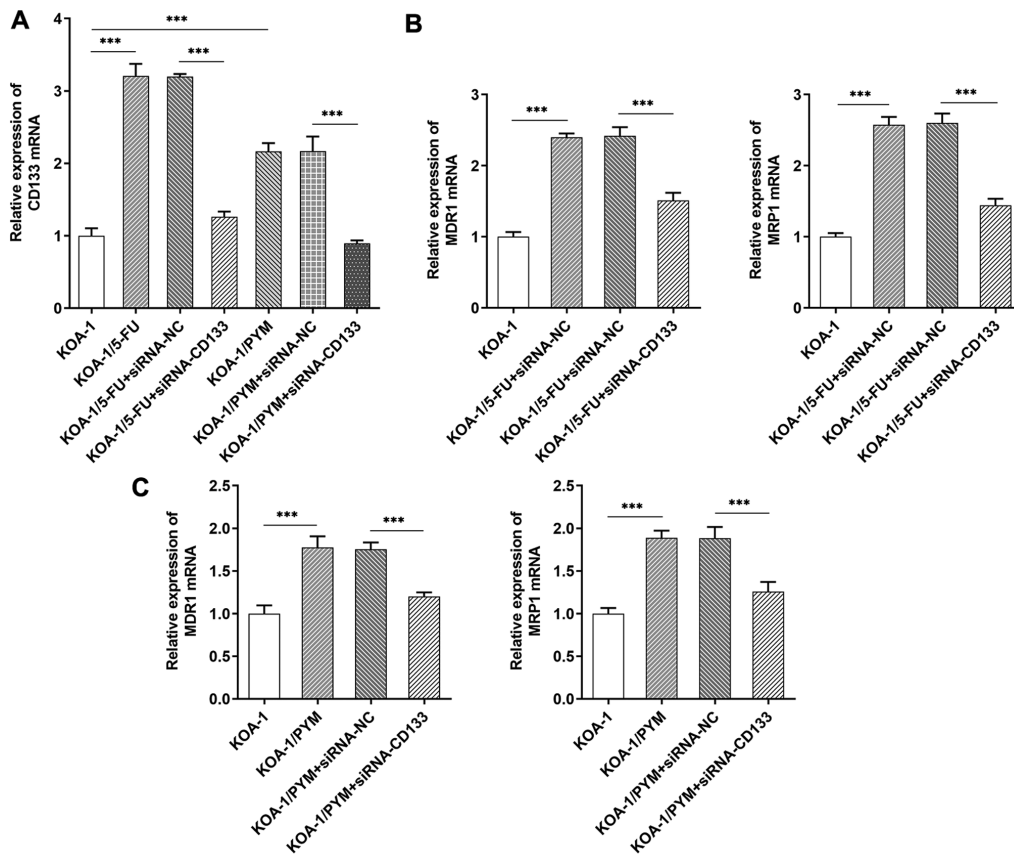 A
Relative expression of
CD133 mRNA
4
3
2
1
0
***
***
***
***
KOA-1
KOA-1/5-FU
KOA-1/5-FU+siRNA-NC
KOA-1/5-FU+siRNA-CD133
KOA-1/PYM
KOA-1/PYM+siRNA-NC
KOA-1/PYM+siRNA-CD133
B
Relative expression of
MDR1 mRNA
3
2
1
0
***
***
KOA-1
KOA-1/5-FU+siRNA-NC
KOA-1/5-FU+siRNA-NC
KOA-1/5-FU+siRNA-CD133
Relative expression of
MRP1 mRNA
3
2
1
0
***
***
KOA-1
KOA-1/5-FU+siRNA-NC
KOA-1/5-FU+siRNA-NC
KOA-1/5-FU+siRNA-CD133
C
Relative expression of
MDR1 mRNA
2.5
2.0
1.5
1.0
0.5
0.0
***
***
KOA-1
KOA-1/PYM
KOA-1/PYM+siRNA-NC
KOA-1/PYM+siRNA-CD133
Relative expression of
MRP1 mRNA
2.5
2.0
1.5
1.0
0.5
0.0
***
***
KOA-1
KOA-1/PYM
KOA-1/PYM+siRNA-NC
KOA-1/PYM+siRNA-CD133